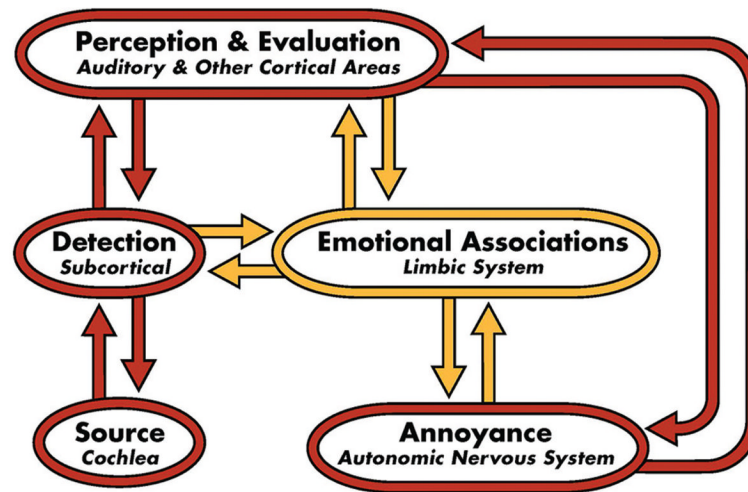 Perception & Evaluation
Auditory & Other Cortical Areas
Detection
Subcortical
Emotional Associations
Limbic System
Source
Cochlea
Annoyance
Autonomic Nervous System